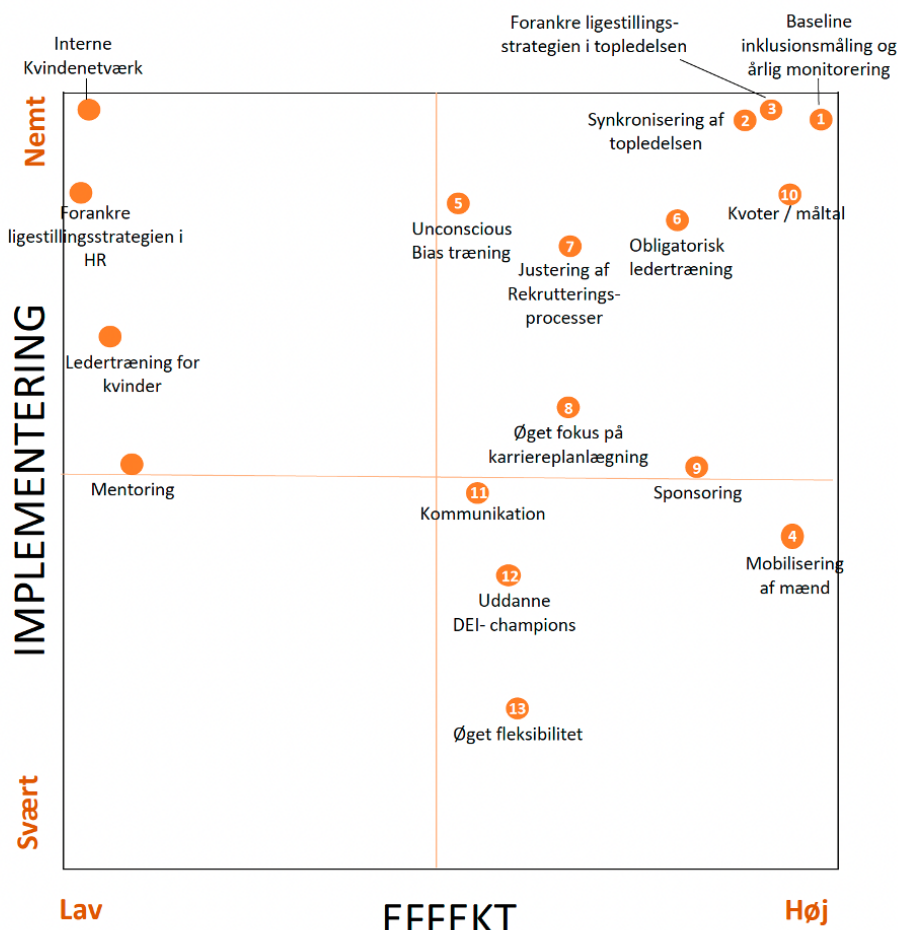 Forankre ligestillings-
strategien i topledelsen
Baseline
inklusionsmåling og
årlig monitorering
Interne
Kvindenetværk
Nemt
3
2
1
Synkronisering af
topledelsen
10
Kvoter / måltal
Forankre
ligestillingsstrategien i
HR
5
Unconscious
Bias træning
6
Obligatorisk
ledertræning
7
Justering af
Rekrutterings-
processer
IMPLEMENTERING
Ledertræning for
kvinder
8
Øget fokus på
karriereplanlægning
Mentoring
9
Sponsoring
11
Kommunikation
4
Mobilisering
af mænd
12
Uddanne
DEI- champions
13
Øget fleksibilitet
Svært
Lav
EFFEKT
Høj